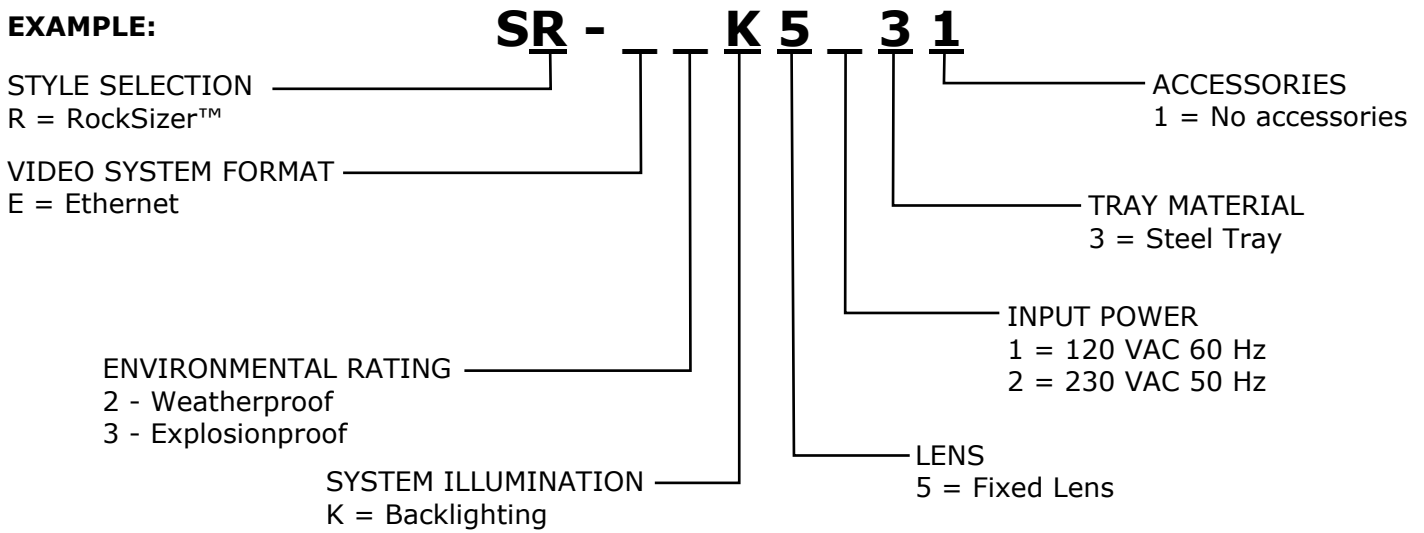 EXAMPLE:
SR - _ _ K 5 _ 3 1
STYLE SELECTION
R = RockSizer™
VIDEO SYSTEM FORMAT
E = Ethernet
ENVIRONMENTAL RATING
2 - Weatherproof
3 - Explosionproof
SYSTEM ILLUMINATION
K = Backlighting
LENS
5 = Fixed Lens
INPUT POWER
1 = 120 VAC 60 Hz
2 = 230 VAC 50 Hz
TRAY MATERIAL
3 = Steel Tray
ACCESSORIES
1 = No accessories